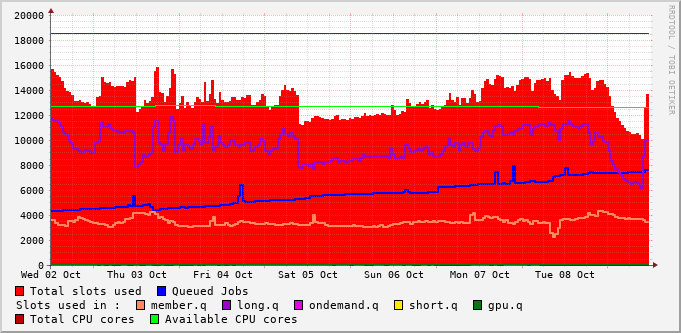 RRDTOOL / TOBI OETIKER
20000
18000
16000
14000
12000
10000
8000
6000
4000
2000
0
Wed 02 Oct Thu 03 Oct Fri 04 Oct Sat 05 Oct Sun 06 Oct Mon 07 Oct Tue 08 Oct
Total slots used Queued Jobs
Slots used in : member.q long.q ondemand.q short.q gpu.q
Total CPU cores Available CPU cores